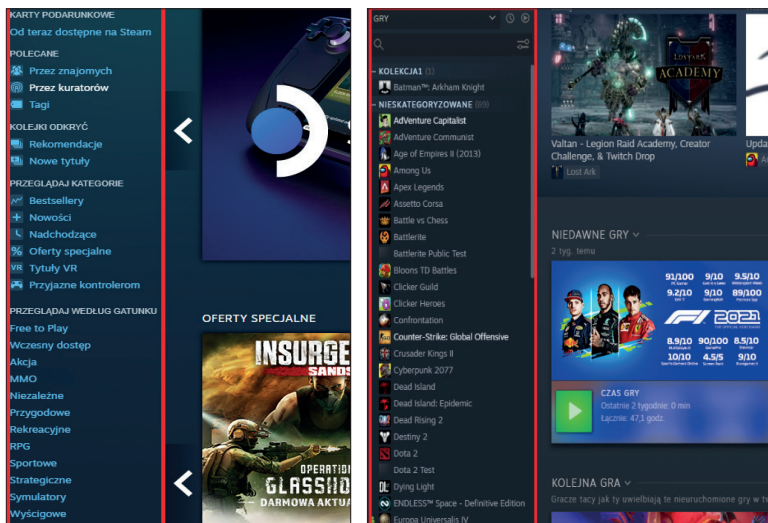 KARTY PODARUNKOWE
Od teraz dostępne na Steam
POLECANE
Przez znajomych
Przez kuratorów
Tagi
KOLEJKI ODKRYĆ
Rekomendacje
Nowe tytuły
PRZEGLĄDAJ KATEGORIE
Bestsellery
Nowości
Nadchodzące
Oferty specjalne
VR Tytuły VR
Przyjazne kontrolerom
PRZEGLĄDAJ WEDŁUG GATUNKU
Free to Play
Wczesny dostęp
Akcja
MMO
Niezależne
Przygodowe
Rekreacyjne
RPG
Sportowe
Strategiczne
Symulatory
Wyścigowe
OFERTY SPECJALNE
INSURGE
SANDS
OPERATIO
GLASSHO
DARMOWA AKTUA
GRY
- KOLEKCJA1 (1)
Batman™: Arkham Knight
- NIESKATEGORYZOWANE
AdVenture Capitalist
AdVenture Communist
Age of Empires II (2013)
Among Us
Apex Legends
Assetto Corsa
Battle vs Chess
Battlerite
Battlerite Public Test
Bloons TD Battles
Clicker Guild
Clicker Heroes
Confrontation
Counter-Strike: Global Offensive
Crusader Kings II
Cyberpunk 2077
Dead Island
Dead Island: Epidemic
Dead Rising 2
Destiny 2
Dota 2
Dota 2 Test
DL Dying Light
ENDLESS™ Space - Definitive Edition
Europa Universalis IV
LOST ARK
ACADEMY
Valtan - Legion Raid Academy, Creator
Challenge, & Twitch Drop
Lost Ark
Upda
NIEDAWNE GRY
2 tyg. temu
91/100 9/10 9.5/10
9.2/10 9/10 89/100
F1 2021
8.9/10 90/100 8.5/10
10/10 4.5/5 9/10
CZAS GRY
Ostatnie 2 tygodnie: 0 min
Łącznie: 47,1 godz.
KOLEJNA GRA
Gracze tacy jak ty uwielbiają te nieuruchomione gry w tw